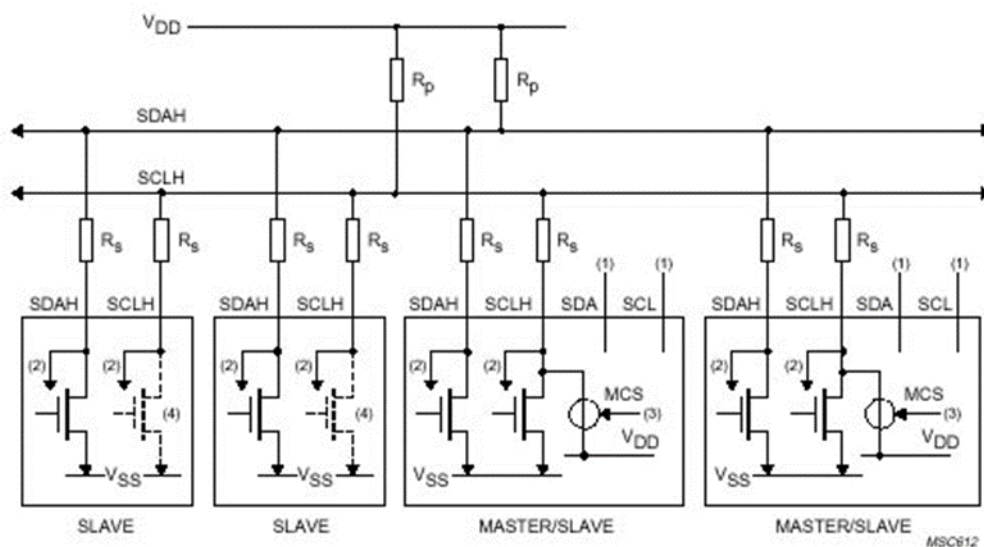 VDD
Rp Rp
SDAH
SCLH
Rs Rs Rs Rs Rs Rs Rs Rs
(1) (1) (1) (1)
SDAH SCLH SDAH SCLH SDAH SCLH SDA SCL SDAH SCLH SDA SCL
(2) (2) (2) (2) (2) (2) (2) (2)
MCS MCS
(4) (4) (3) (3)
VDD VDD
VSS VSS VSS VSS
SLAVE SLAVE MASTER/SLAVE MASTER/SLAVE
MSC612